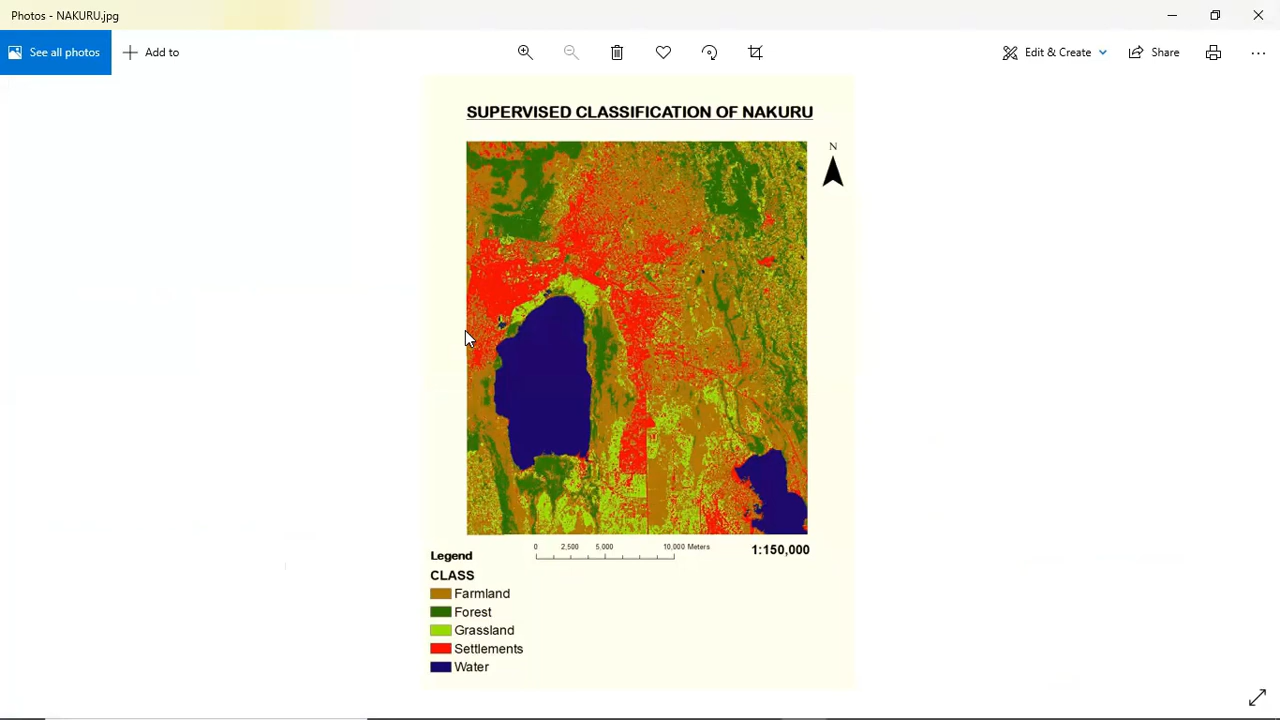 Photos - NAKURU.jpg
See all photos
Add to
Edit & Create
Share
SUPERVISED CLASSIFICATION OF NAKURU
N
0 2,500 5,000 10,000 Meters
1:150,000
Legend
CLASS
Farmland
Forest
Grassland
Settlements
Water